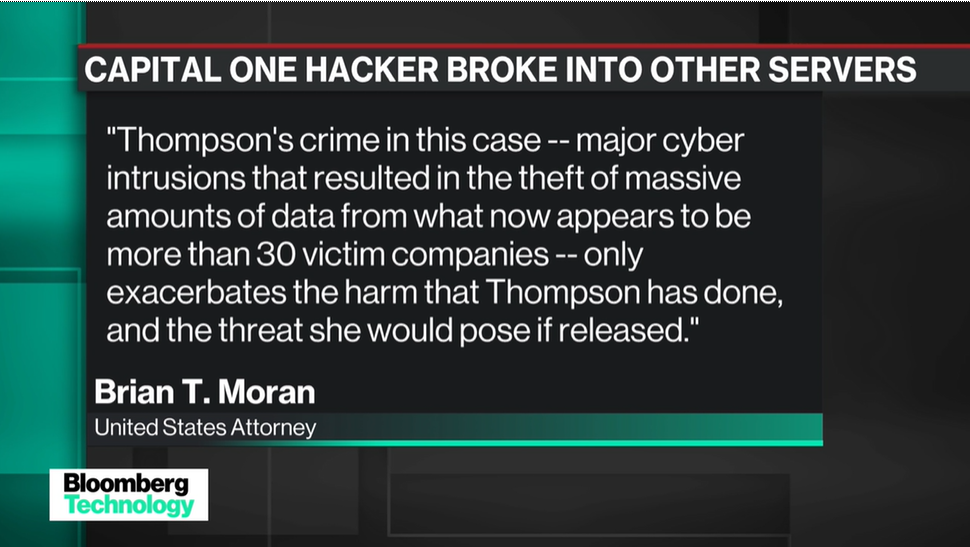 CAPITAL ONE HACKER BROKE INTO OTHER SERVERS
"Thompson's crime in this case -- major cyber
intrusions that resulted in the theft of massive
amounts of data from what now appears to be
more than 30 victim companies -- only
exacerbates the harm that Thompson has done,
and the threat she would pose if released."
Brian T. Moran
United States Attorney
Bloomberg
Technology